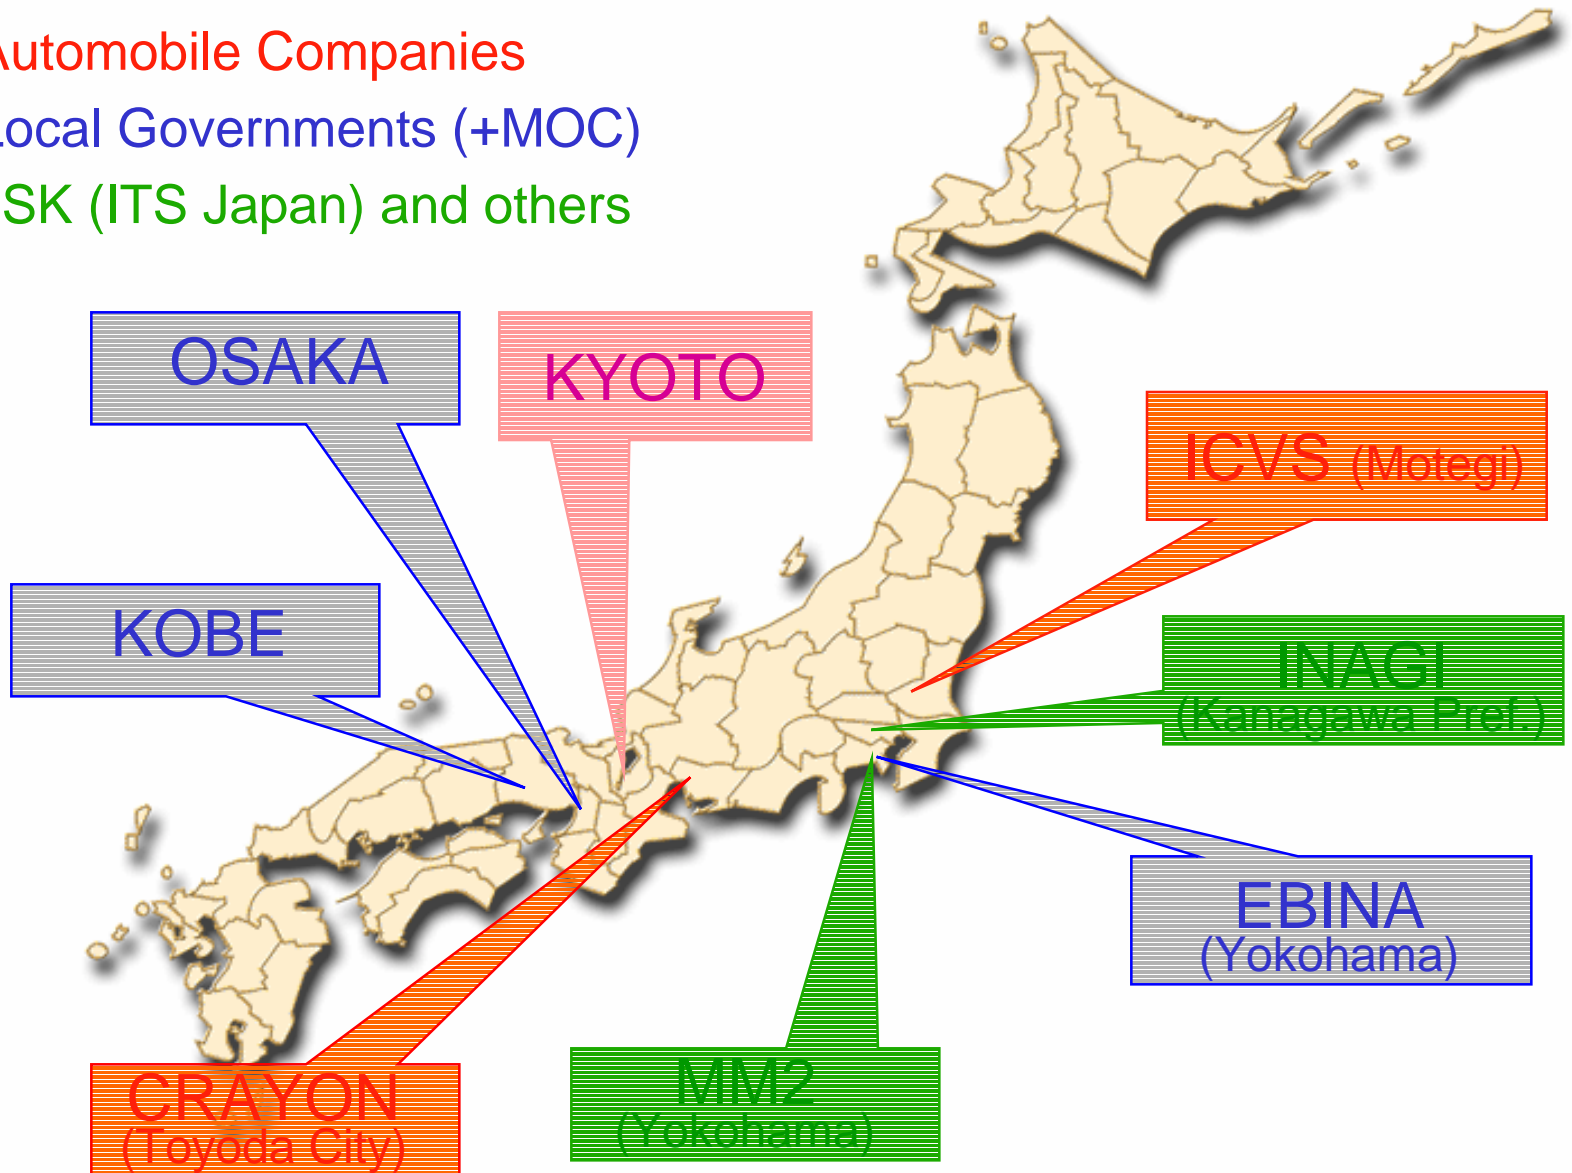 Automobile Companies
Local Governments (+MOC)
SK (ITS Japan) and others
OSAKA
KYOTO
ICVS (Motegi)
KOBE
INAGI
(Kanagawa Pref.)
EBINA
(Yokohama)
CRAYON
(Toyoda City)
MM2
(Yokohama)